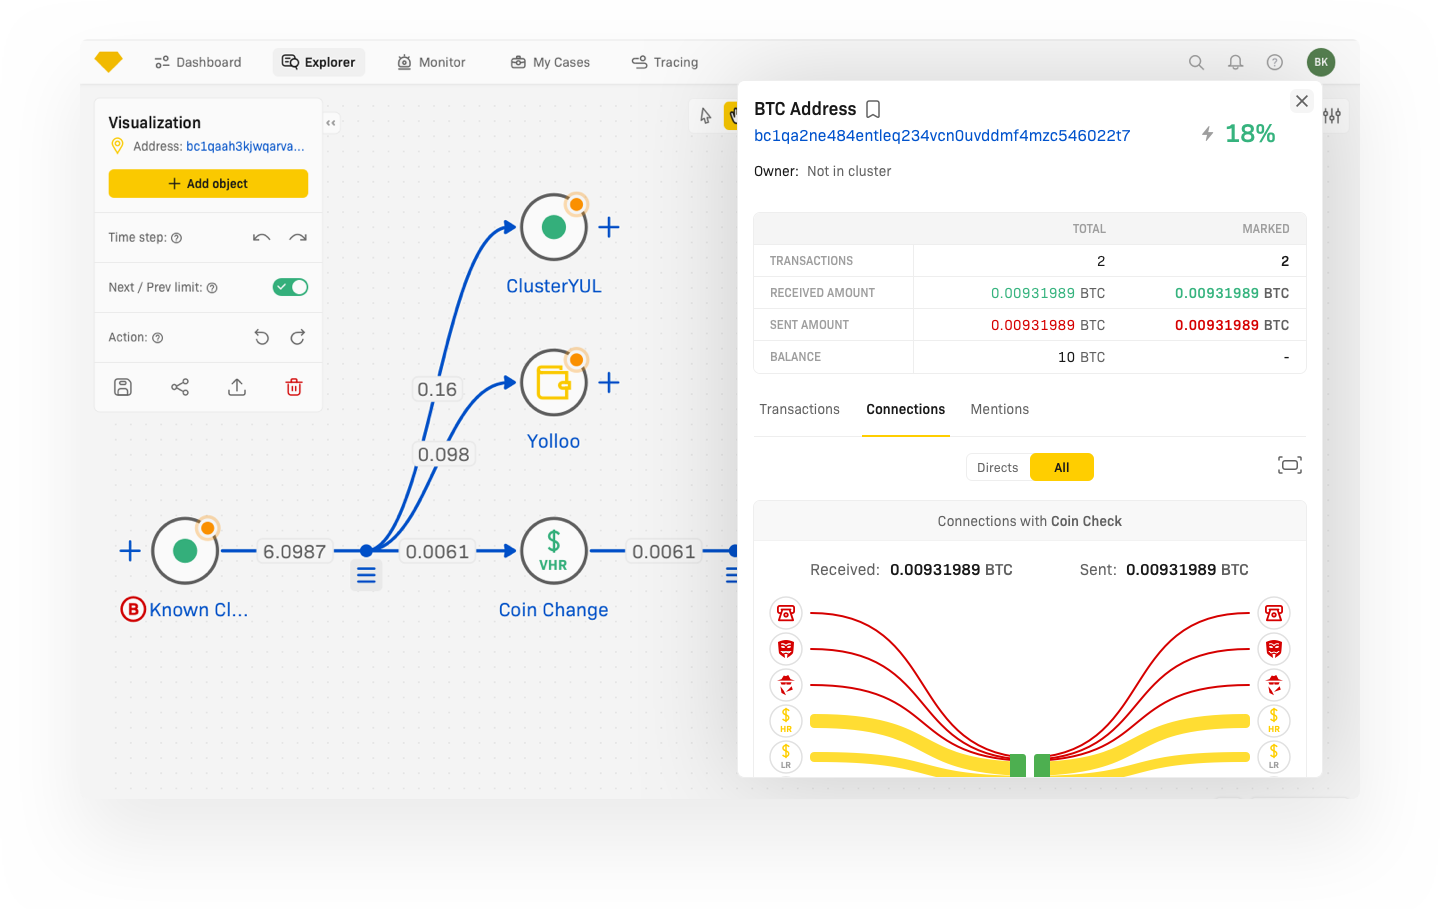 Dashboard
Explorer
Monitor
My Cases
Tracing
BK
Visualization
Address: bc1qaah3kjwqarva...
+ Add object
Time step:
Next / Prev limit:
Action:
ClusterYUL
0.16
Yolloo
0.098
6.0987
0.0061
$
VHR
0.0061
B Known Cl...
Coin Change
BTC Address
bc1qa2ne484entleq234vcn0uvddmf4mzc546022t7
18%
Owner: Not in cluster
TOTAL MARKED
TRANSACTIONS 2 2
RECEIVED AMOUNT 0.00931989 BTC 0.00931989 BTC
SENT AMOUNT 0.00931989 BTC 0.00931989 BTC
BALANCE 10 BTC -
Transactions Connections Mentions
Directs All
Connections with Coin Check
Received: 0.00931989 BTC Sent: 0.00931989 BTC
$ $
HR HR
$ $
LR LR